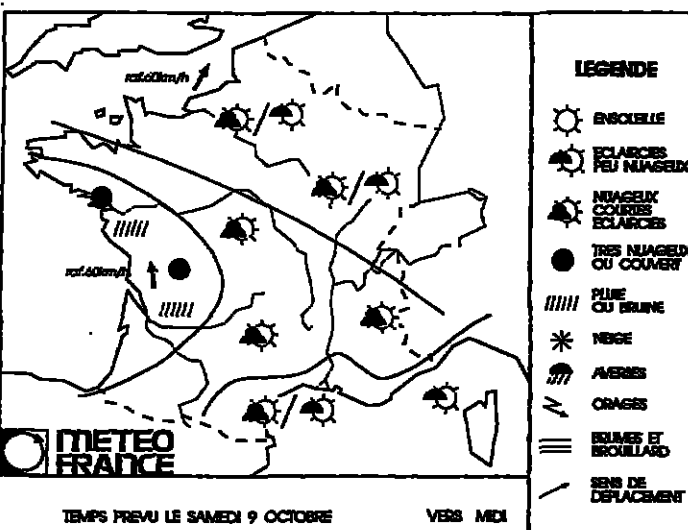 raf.60km/h
raf.60km/h
METEO
FRANCE
TEMPS PREVU LE SAMEDI 9 OCTOBRE
VERS MIDI
LEGENDE
ENSOLEILLE
ECLAIRCIES
PEU NUAGEUX
NUAGEUX
COURTES
ECLAIRCIES
TRES NUAGEUX
OU COUVERT
PLUIE
OU BRUINE
NEIGE
AVERSES
ORAGES
BRUMES ET
BROUILLARD
SENS DE
DEPLACEMENT